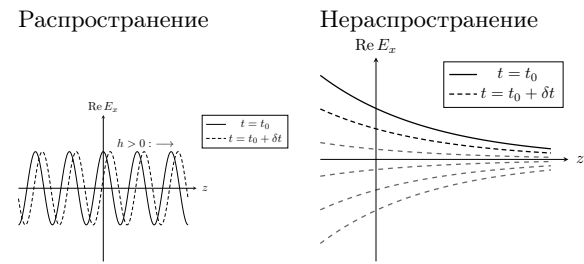 Распространение
Re E_x
t = t_0
t = t_0 + δt
h > 0 : ⟶
z
Нераспространение
Re E_x
t = t_0
t = t_0 + δt
z